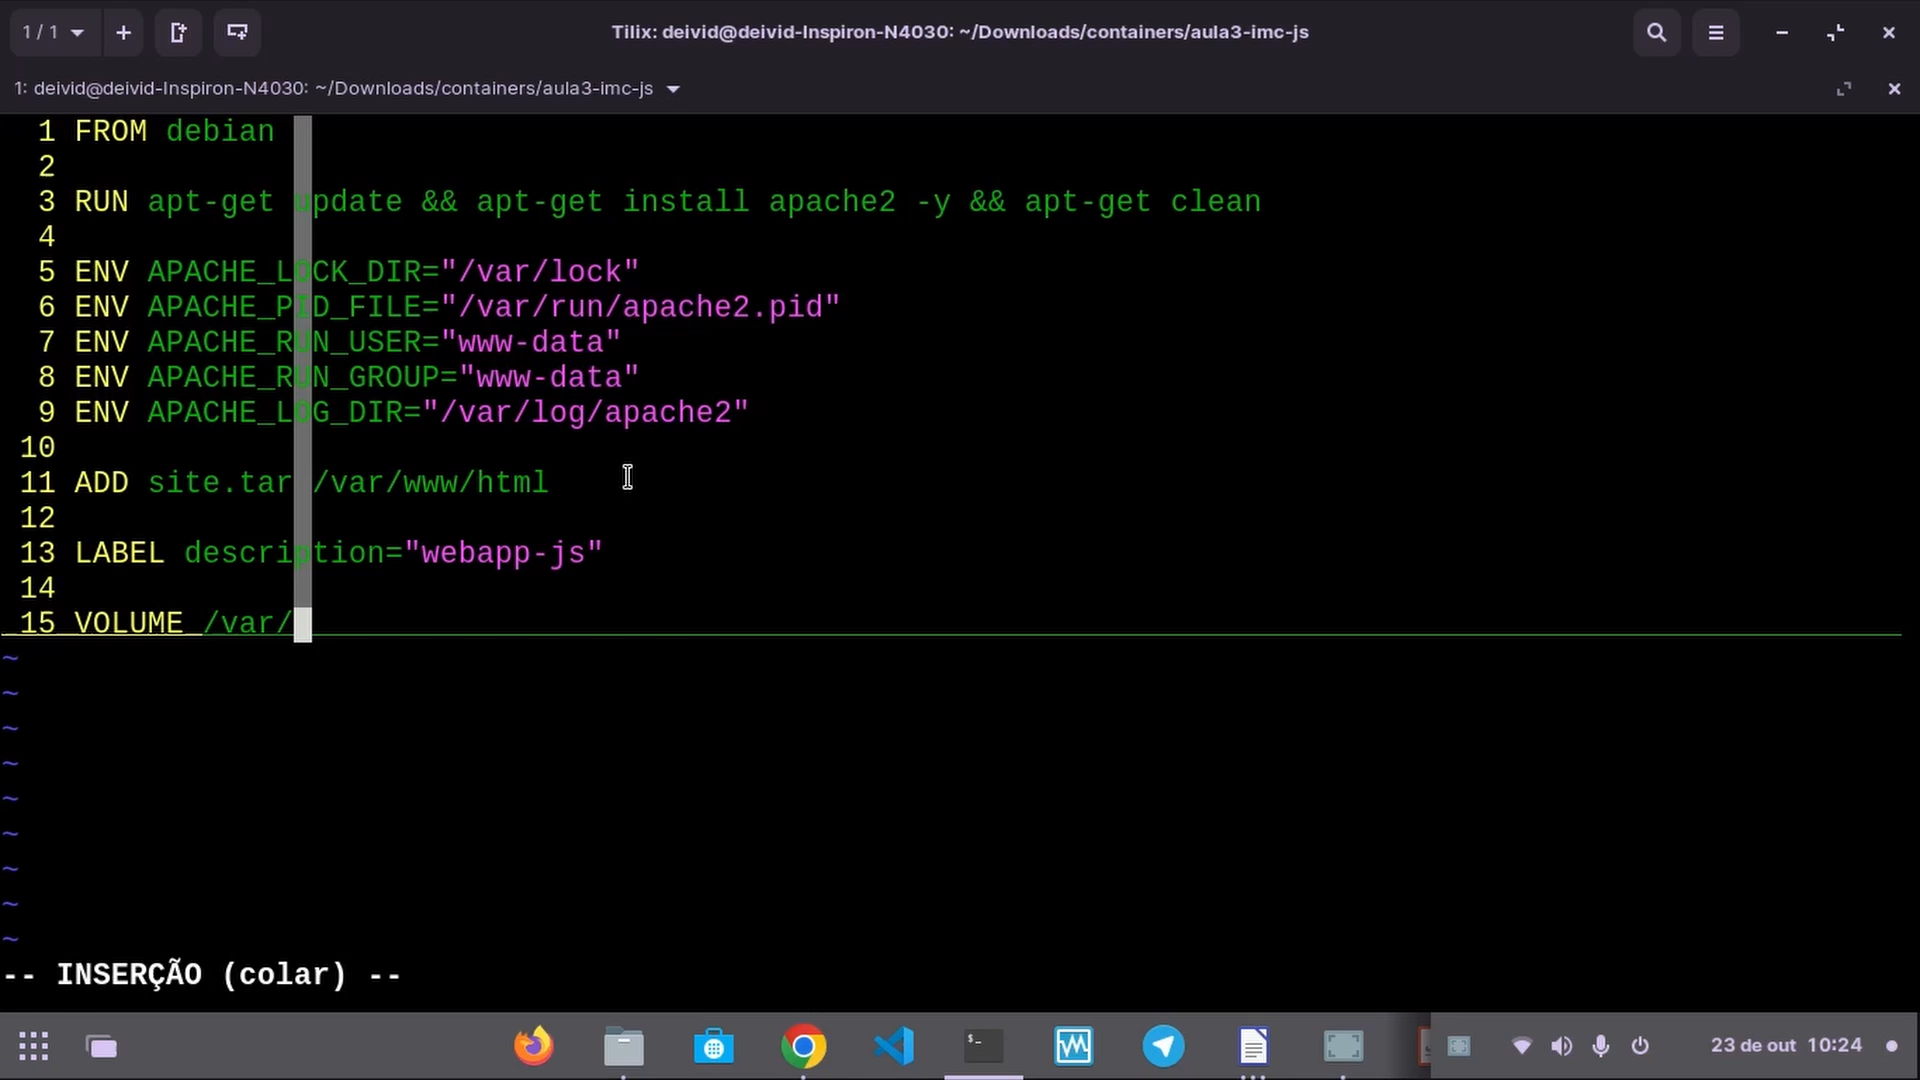 1 / 1
Tilix: deivid@deivid-Inspiron-N4030: ~/Downloads/containers/aula3-imc-js
1: deivid@deivid-Inspiron-N4030: ~/Downloads/containers/aula3-imc-js
1 FROM debian
2
3 RUN apt-get update && apt-get install apache2 -y && apt-get clean
4
5 ENV APACHE_LOCK_DIR="/var/lock"
6 ENV APACHE_PID_FILE="/var/run/apache2.pid"
7 ENV APACHE_RUN_USER="www-data"
8 ENV APACHE_RUN_GROUP="www-data"
9 ENV APACHE_LOG_DIR="/var/log/apache2"
10
11 ADD site.tar /var/www/html
12
13 LABEL description="webapp-js"
14
15 VOLUME /var/
~
~
~
~
~
~
~
~
~
-- INSERÇÃO (colar) --
$-
23 de out 10:24